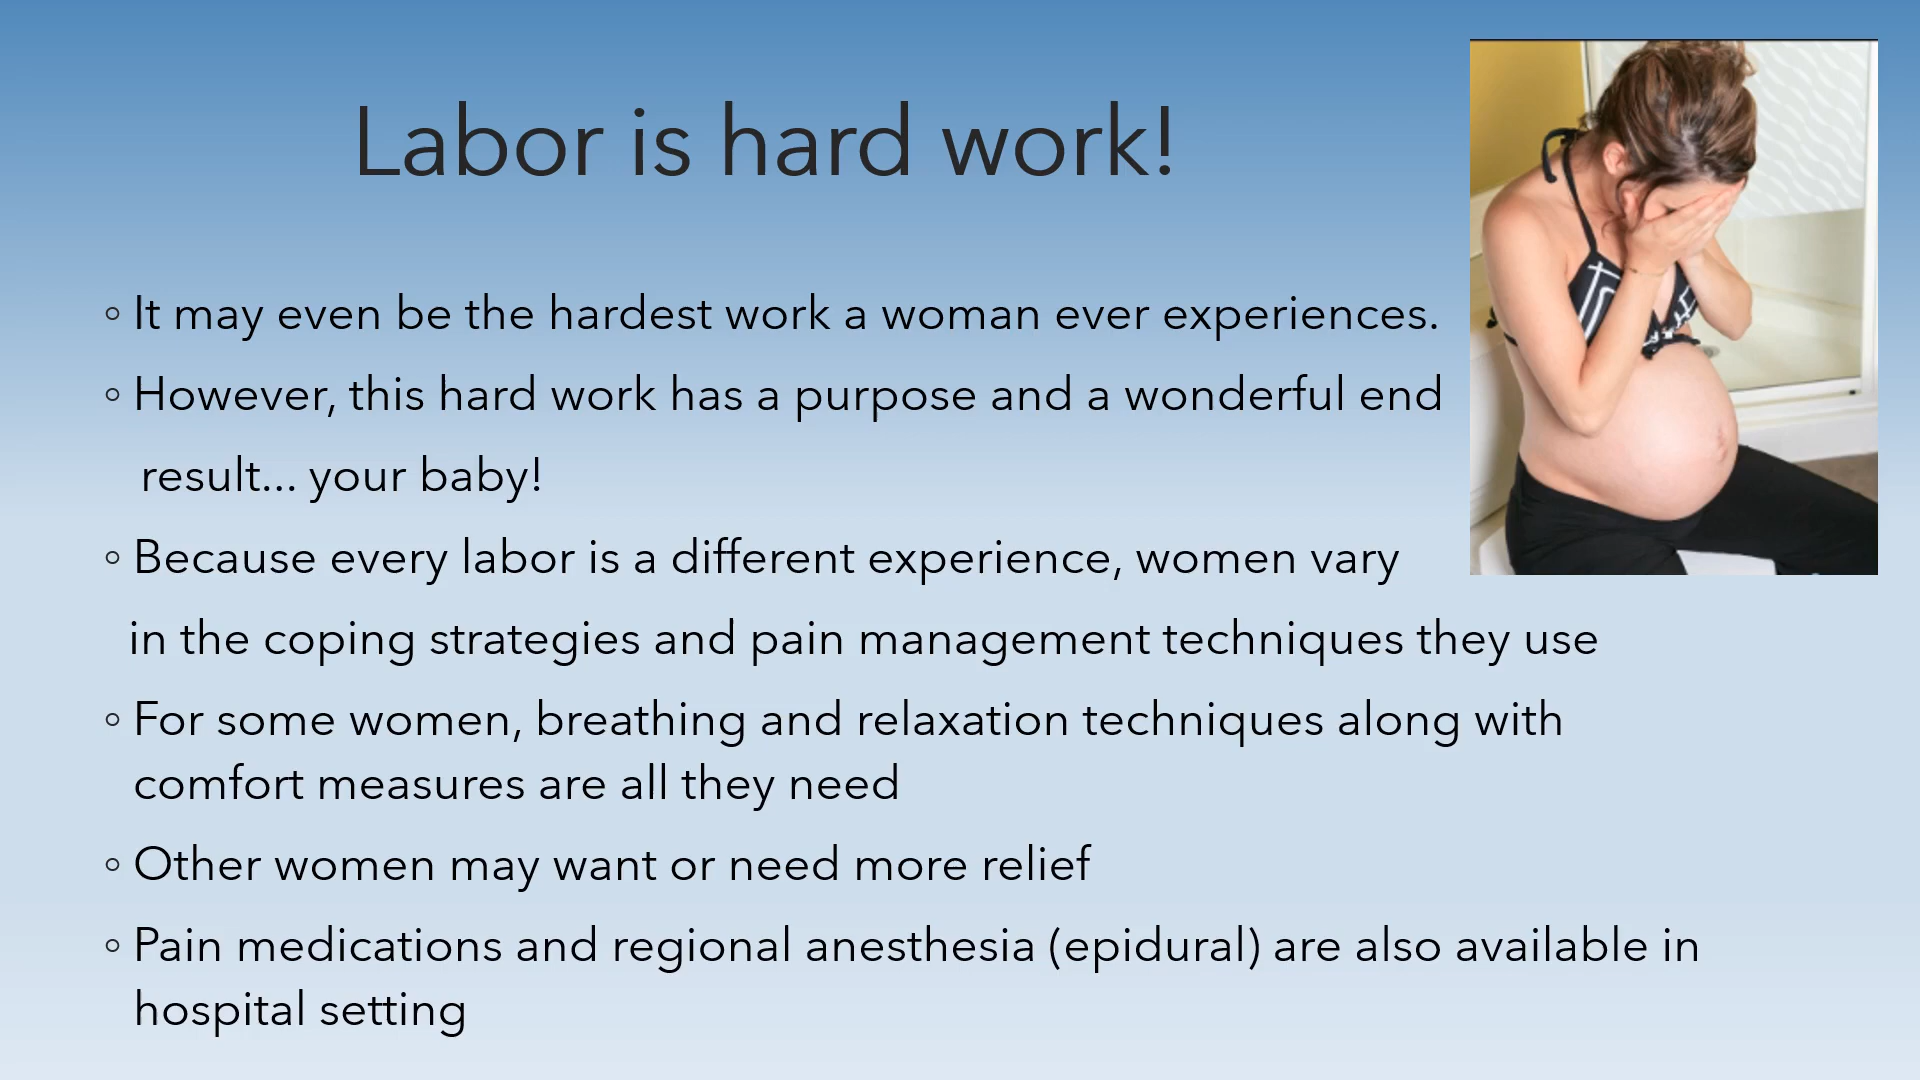 Labor is hard work!
◦ It may even be the hardest work a woman ever experiences.
◦ However, this hard work has a purpose and a wonderful end
result... your baby!
◦ Because every labor is a different experience, women vary
in the coping strategies and pain management techniques they use
◦ For some women, breathing and relaxation techniques along with
comfort measures are all they need
◦ Other women may want or need more relief
◦ Pain medications and regional anesthesia (epidural) are also available in
hospital setting